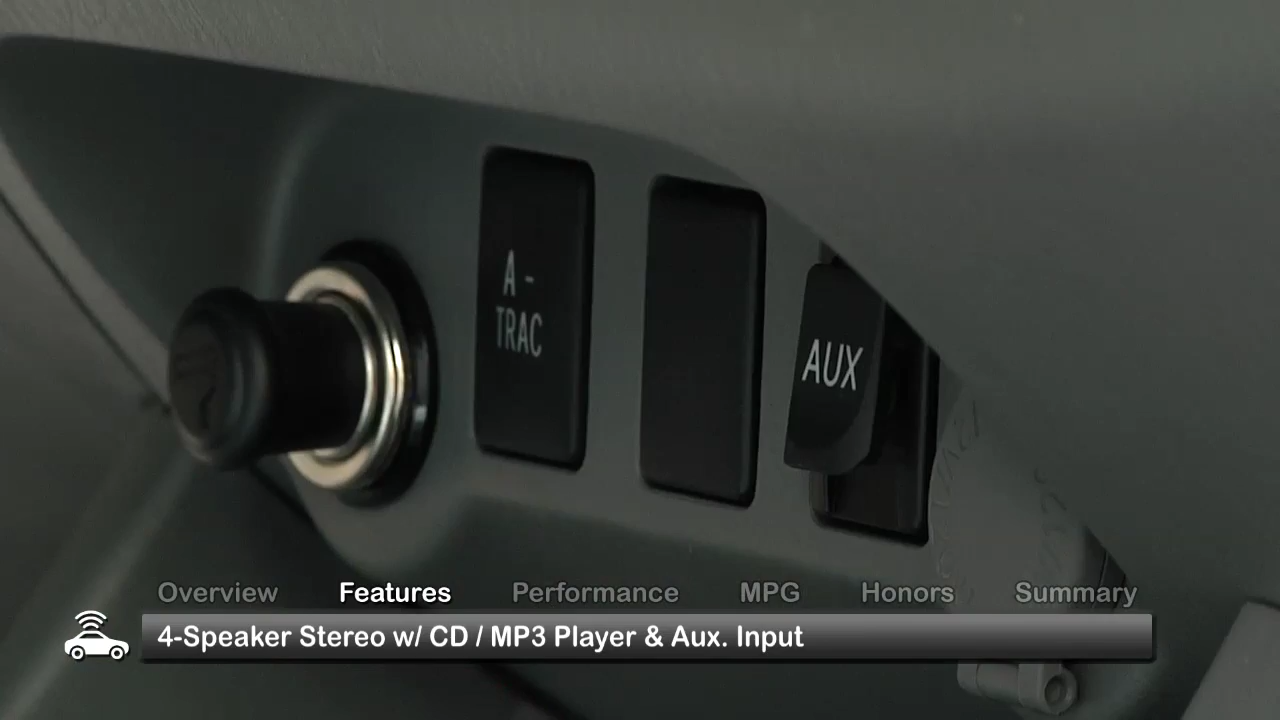 A -
TRAC
AUX
Overview Features Performance MPG Honors Summary
4-Speaker Stereo w/ CD / MP3 Player & Aux. Input